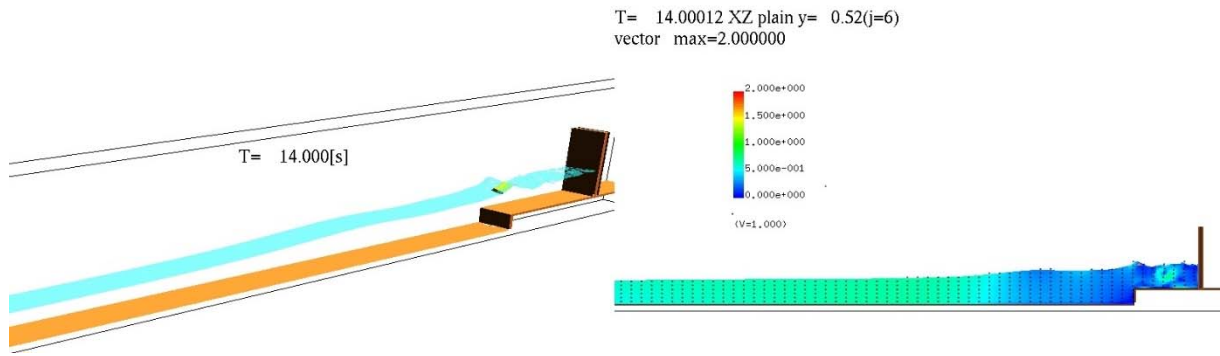 T= 14.000[s]
T= 14.00012 XZ plain y= 0.52(j=6)
vector max=2.000000
2.000e+000
1.500e+000
1.000e+000
5.000e-001
0.000e+000
(V=1.000)